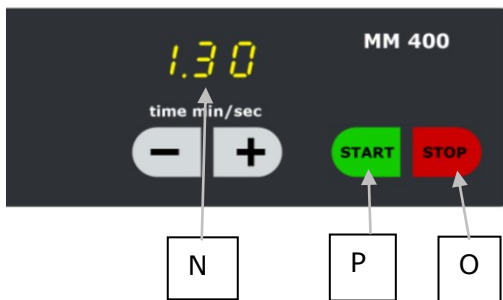 1.30
MM 400
time min/sec
− +
START STOP
N
P
O